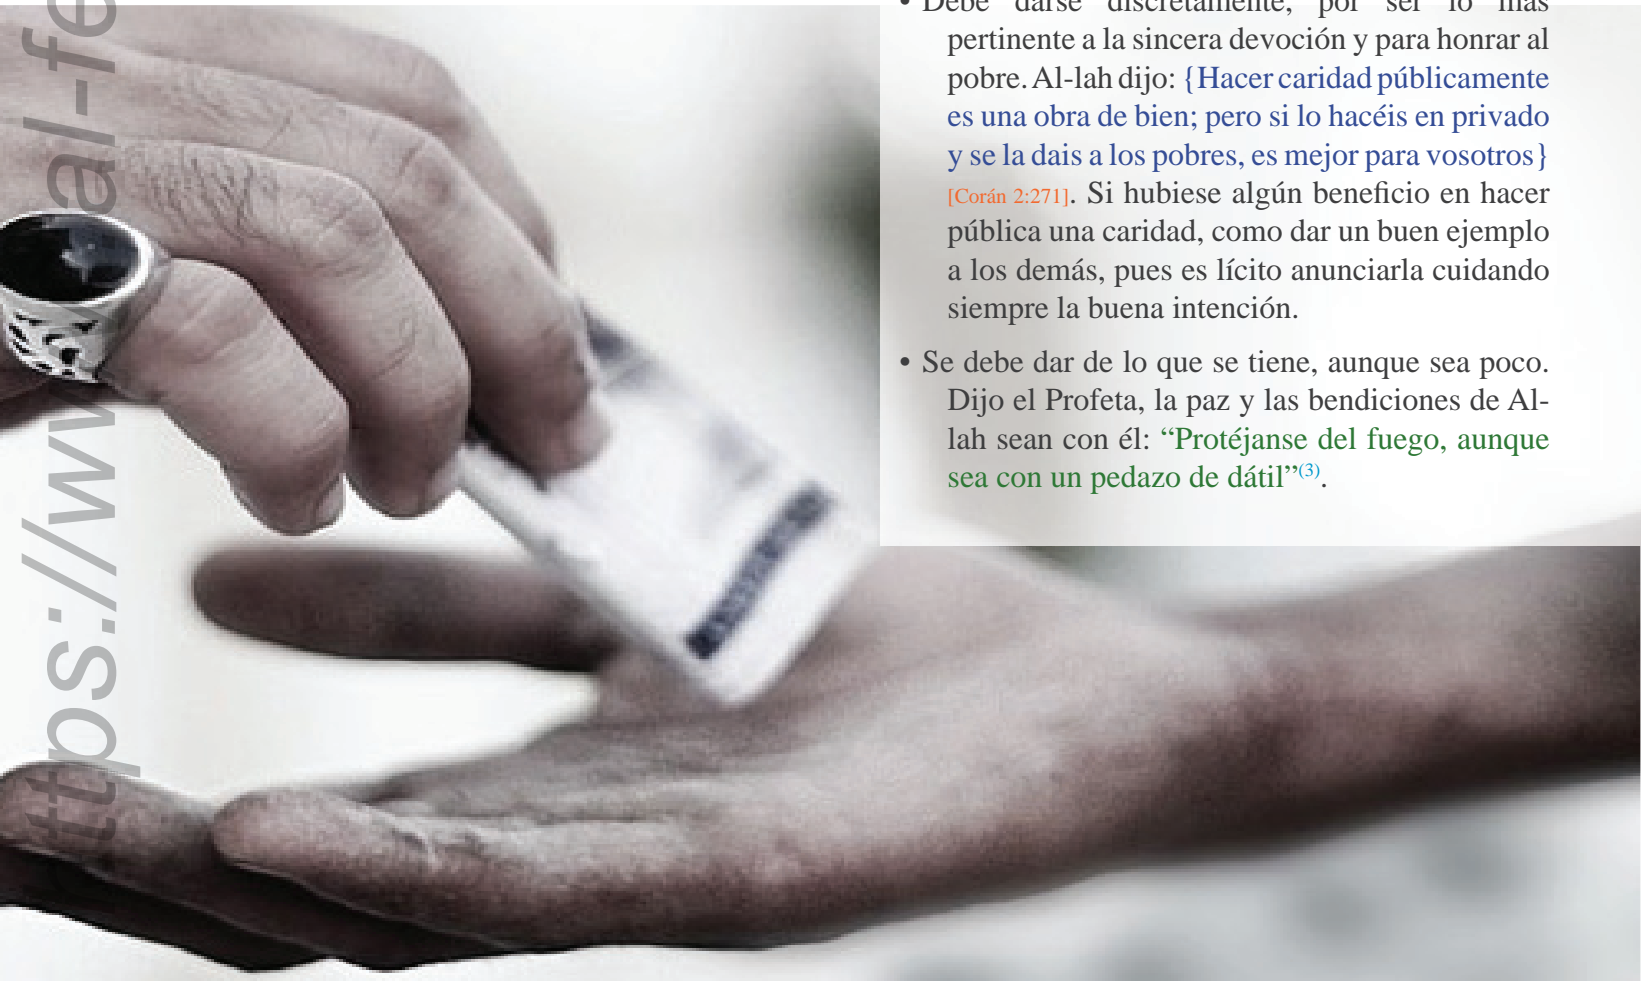 • Debe darse discretamente, por ser lo más
pertinente a la sincera devoción y para honrar al
pobre. Al-lah dijo: {Hacer caridad públicamente
es una obra de bien; pero si lo hacéis en privado
y se la dais a los pobres, es mejor para vosotros}
[Corán 2:271]. Si hubiese algún beneficio en hacer
pública una caridad, como dar un buen ejemplo
a los demás, pues es lícito anunciarla cuidando
siempre la buena intención.
• Se debe dar de lo que se tiene, aunque sea poco.
Dijo el Profeta, la paz y las bendiciones de Al-
lah sean con él: “Protéjanse del fuego, aunque
sea con un pedazo de dátil”(3).
ttps://www.al-fe